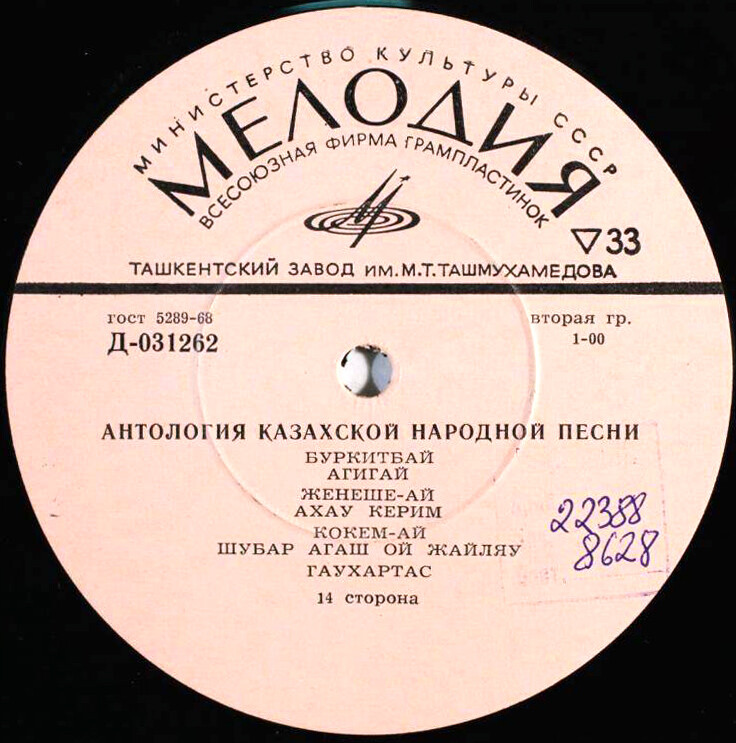 МИНИСТЕРСТВО КУЛЬТУРЫ СССР
МЕЛОДИЯ
ВСЕСОЮЗНАЯ ФИРМА ГРАМПЛАСТИНОК
33
ТАШКЕНТСКИЙ ЗАВОД ИМ. М.Т.ТАШМУХАМЕДОВА
гост 5289-68
вторая гр.
Д-031262
1-00
АНТОЛОГИЯ КАЗАХСКОЙ НАРОДНОЙ ПЕСНИ
БУРКИТБАЙ
АГИГАЙ
ЖЕНЕШЕ-АЙ
АХАУ КЕРИМ
КОКЕМ-АЙ
ШУБАР АГАШ ОЙ ЖАЙЛЯУ
ГАУХАРТАС
14 сторона
22388
8628